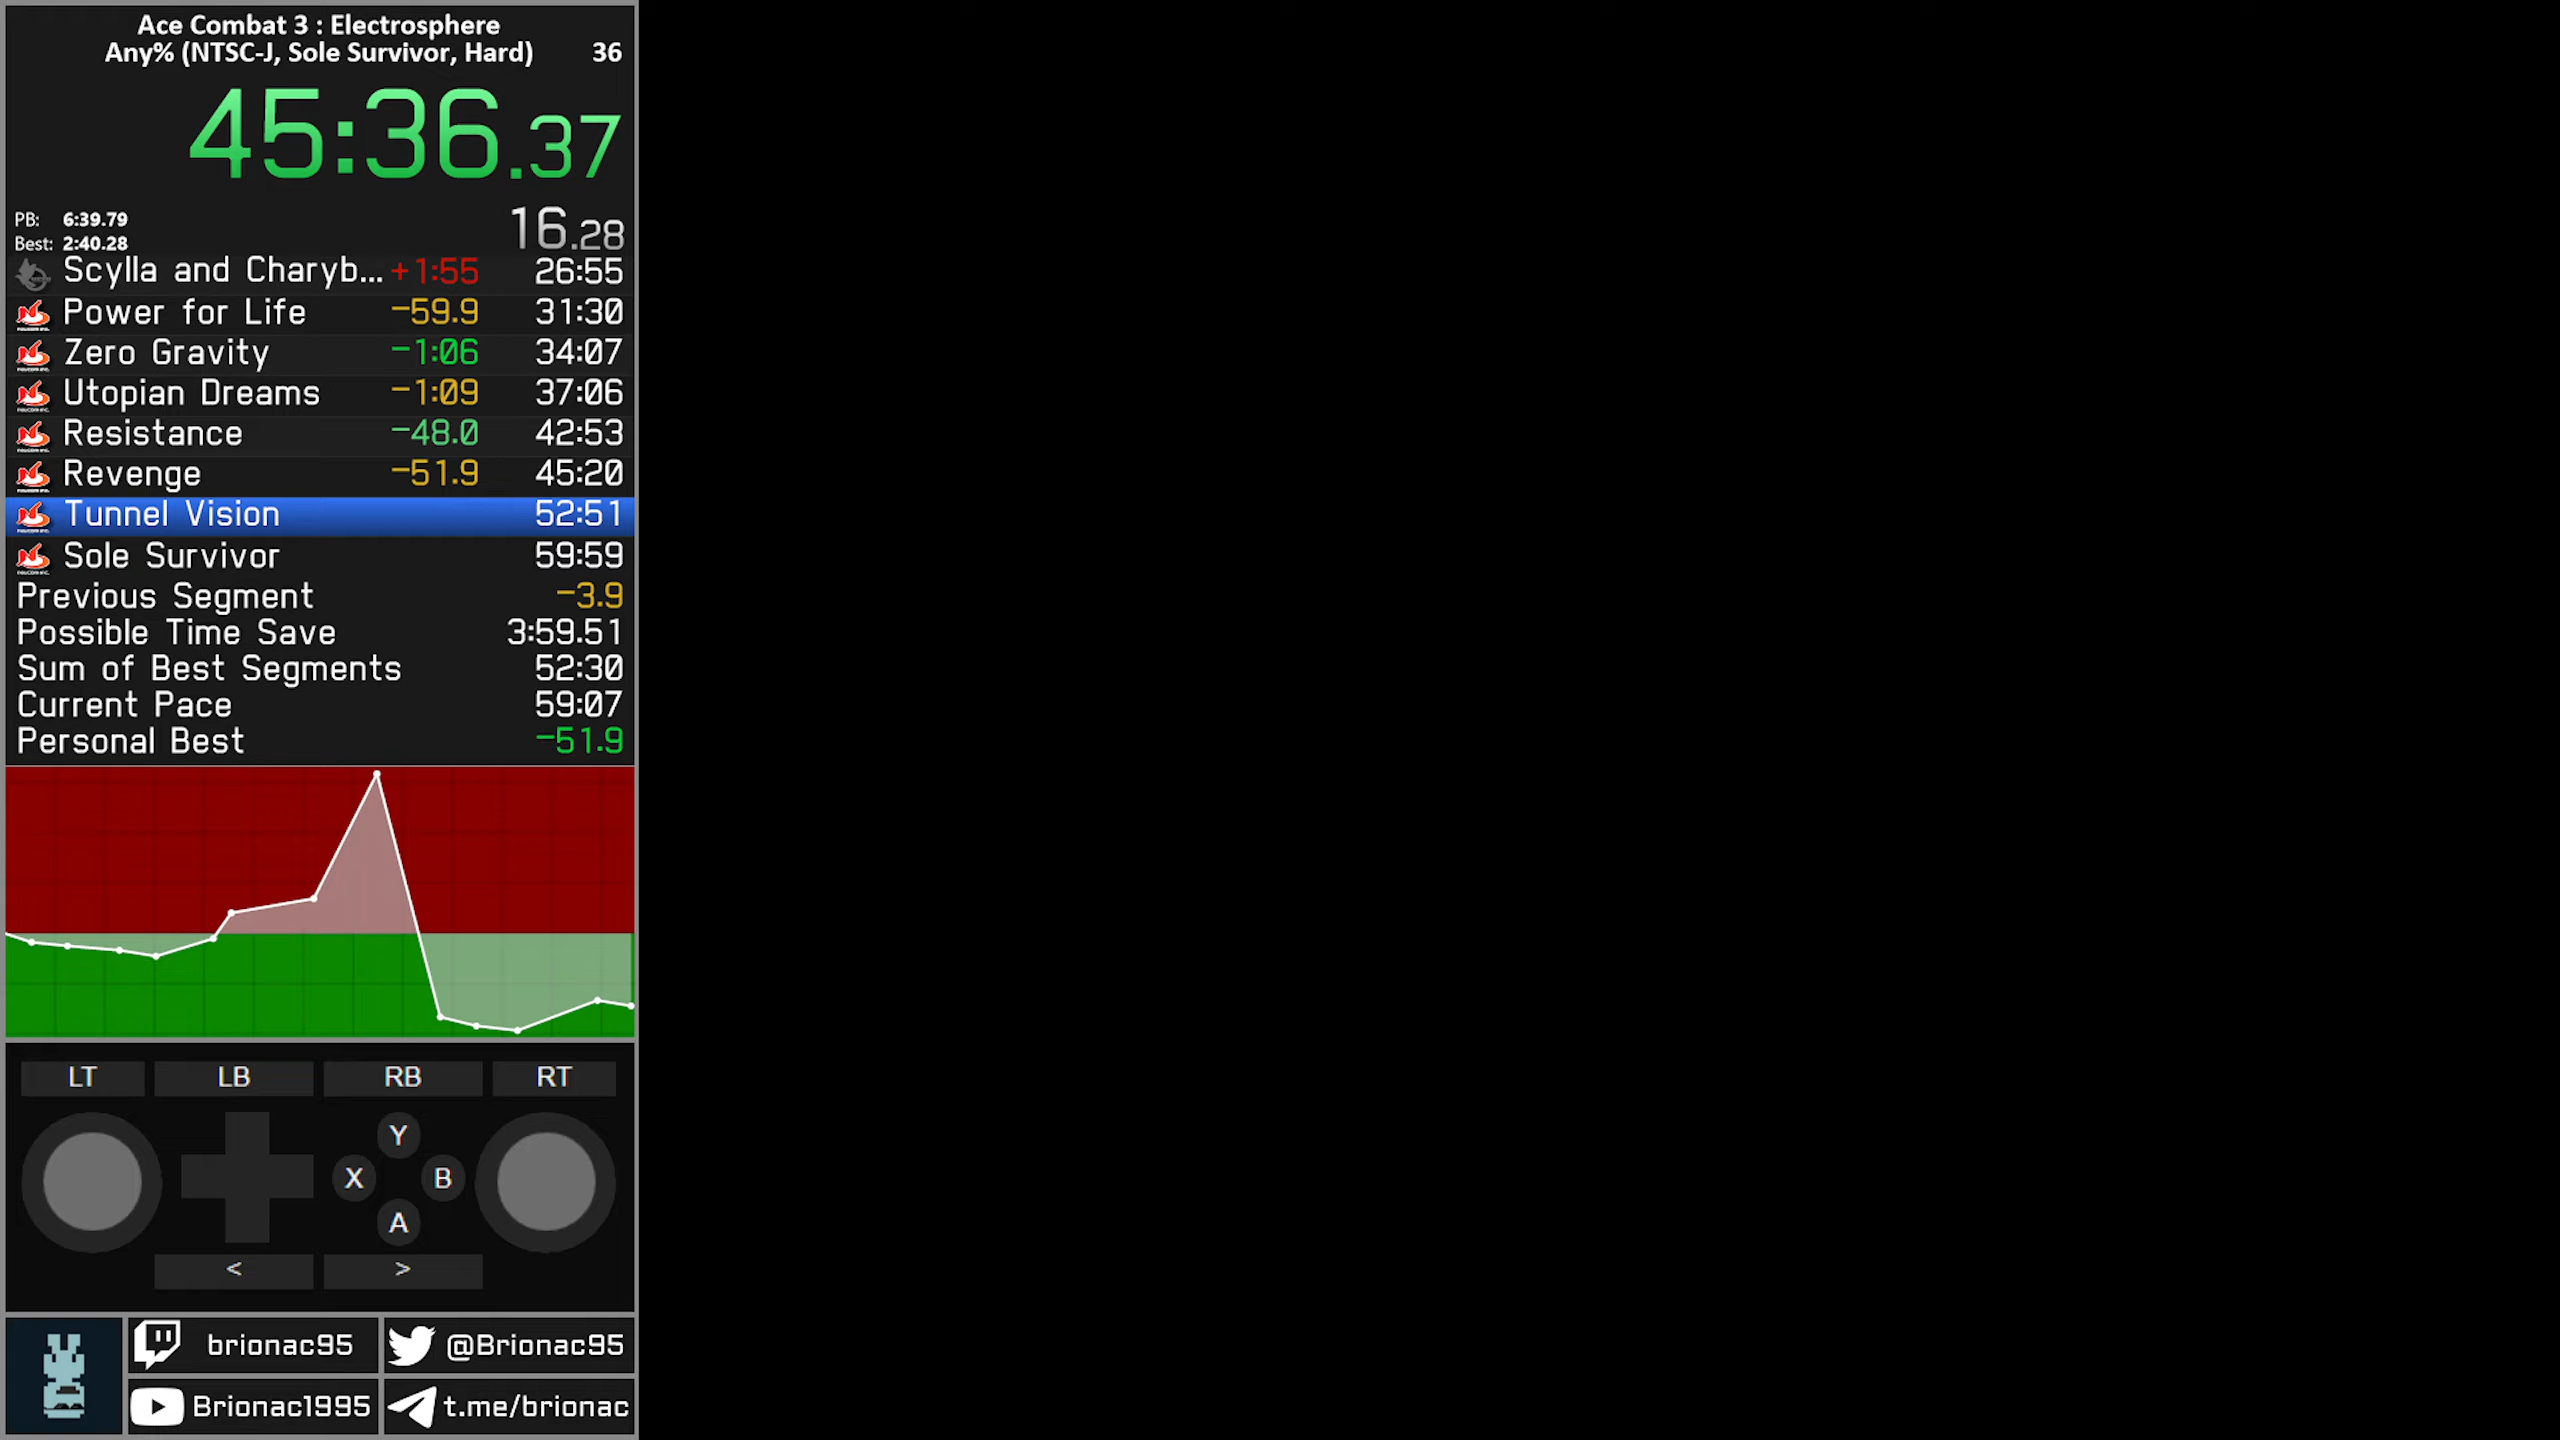 Ace Combat 3 : Electrosphere
Any% (NTSC-J, Sole Survivor, Hard) 36
45:36.37
PB: 6:39.79
Best: 2:40.28
16.28
Scylla and Charyb... +1:55 26:55
Power for Life −59.9 31:30
Zero Gravity −1:06 34:07
Utopian Dreams −1:09 37:06
Resistance −48.0 42:53
Revenge −51.9 45:20
Tunnel Vision 52:51
Sole Survivor 59:59
Previous Segment −3.9
Possible Time Save 3:59.51
Sum of Best Segments 52:30
Current Pace 59:07
Personal Best −51.9
LT LB RB RT
Y
X B
A
< >
brionac95 @Brionac95
Brionac1995 t.me/brionac